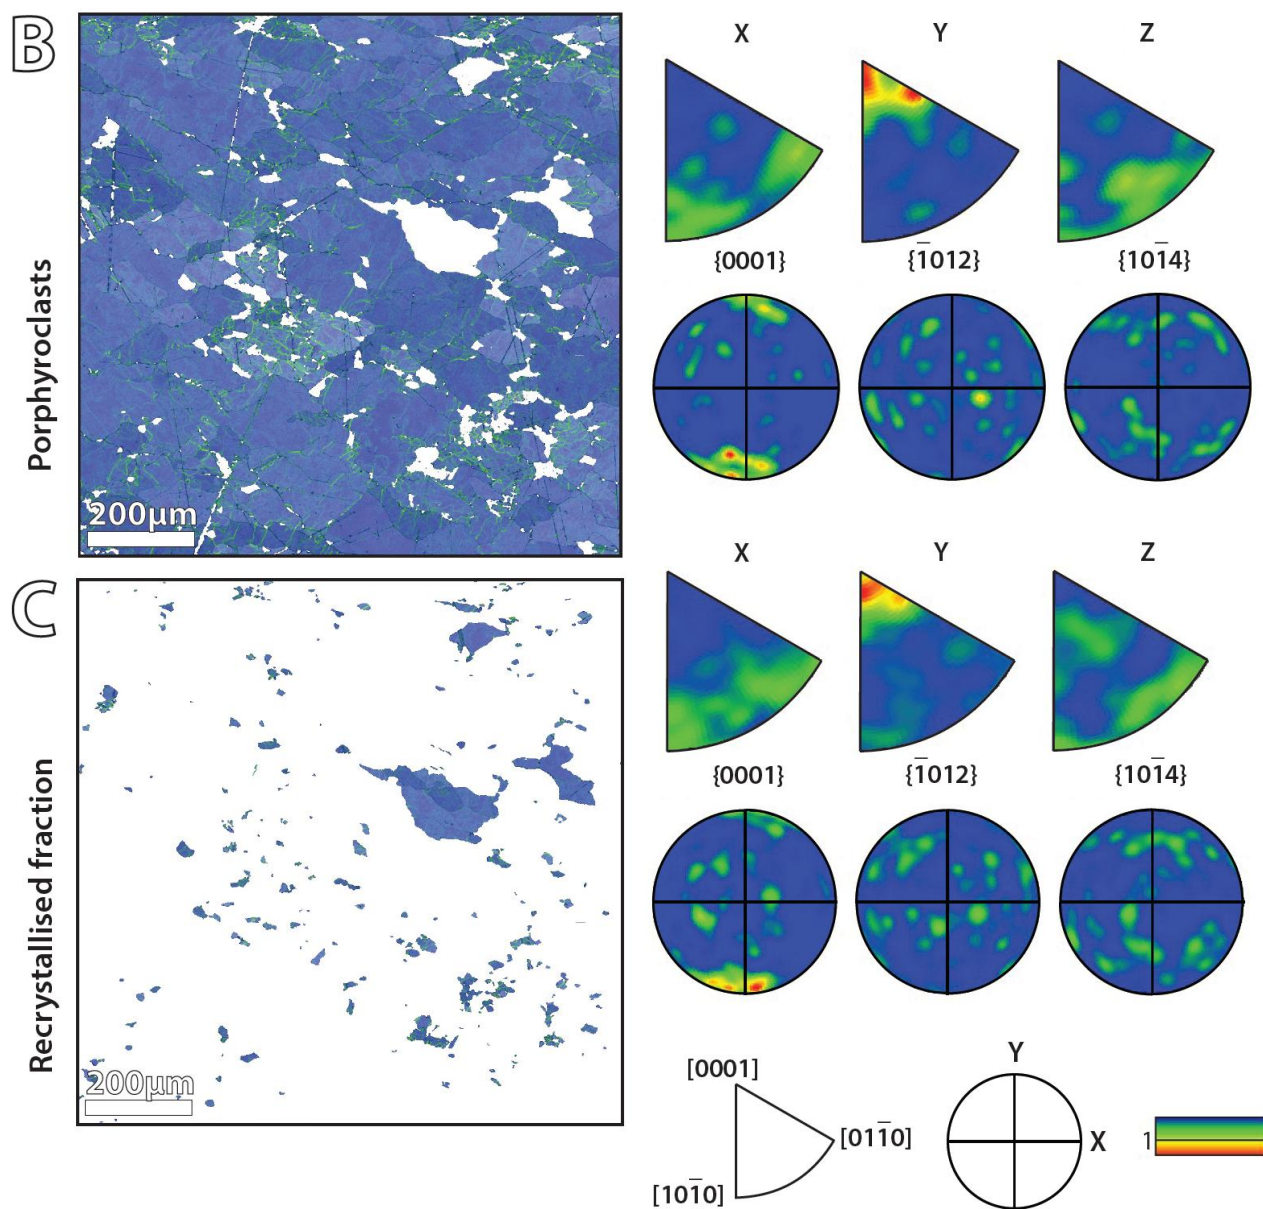 B
Porphyroclasts
200μm
X Y Z
{0001} {1̄012} {101̄4}
C
Recrystallised fraction
200μm
X Y Z
{0001} {1̄012} {101̄4}
[0001]
[011̄0]
[101̄0]
Y
X
1